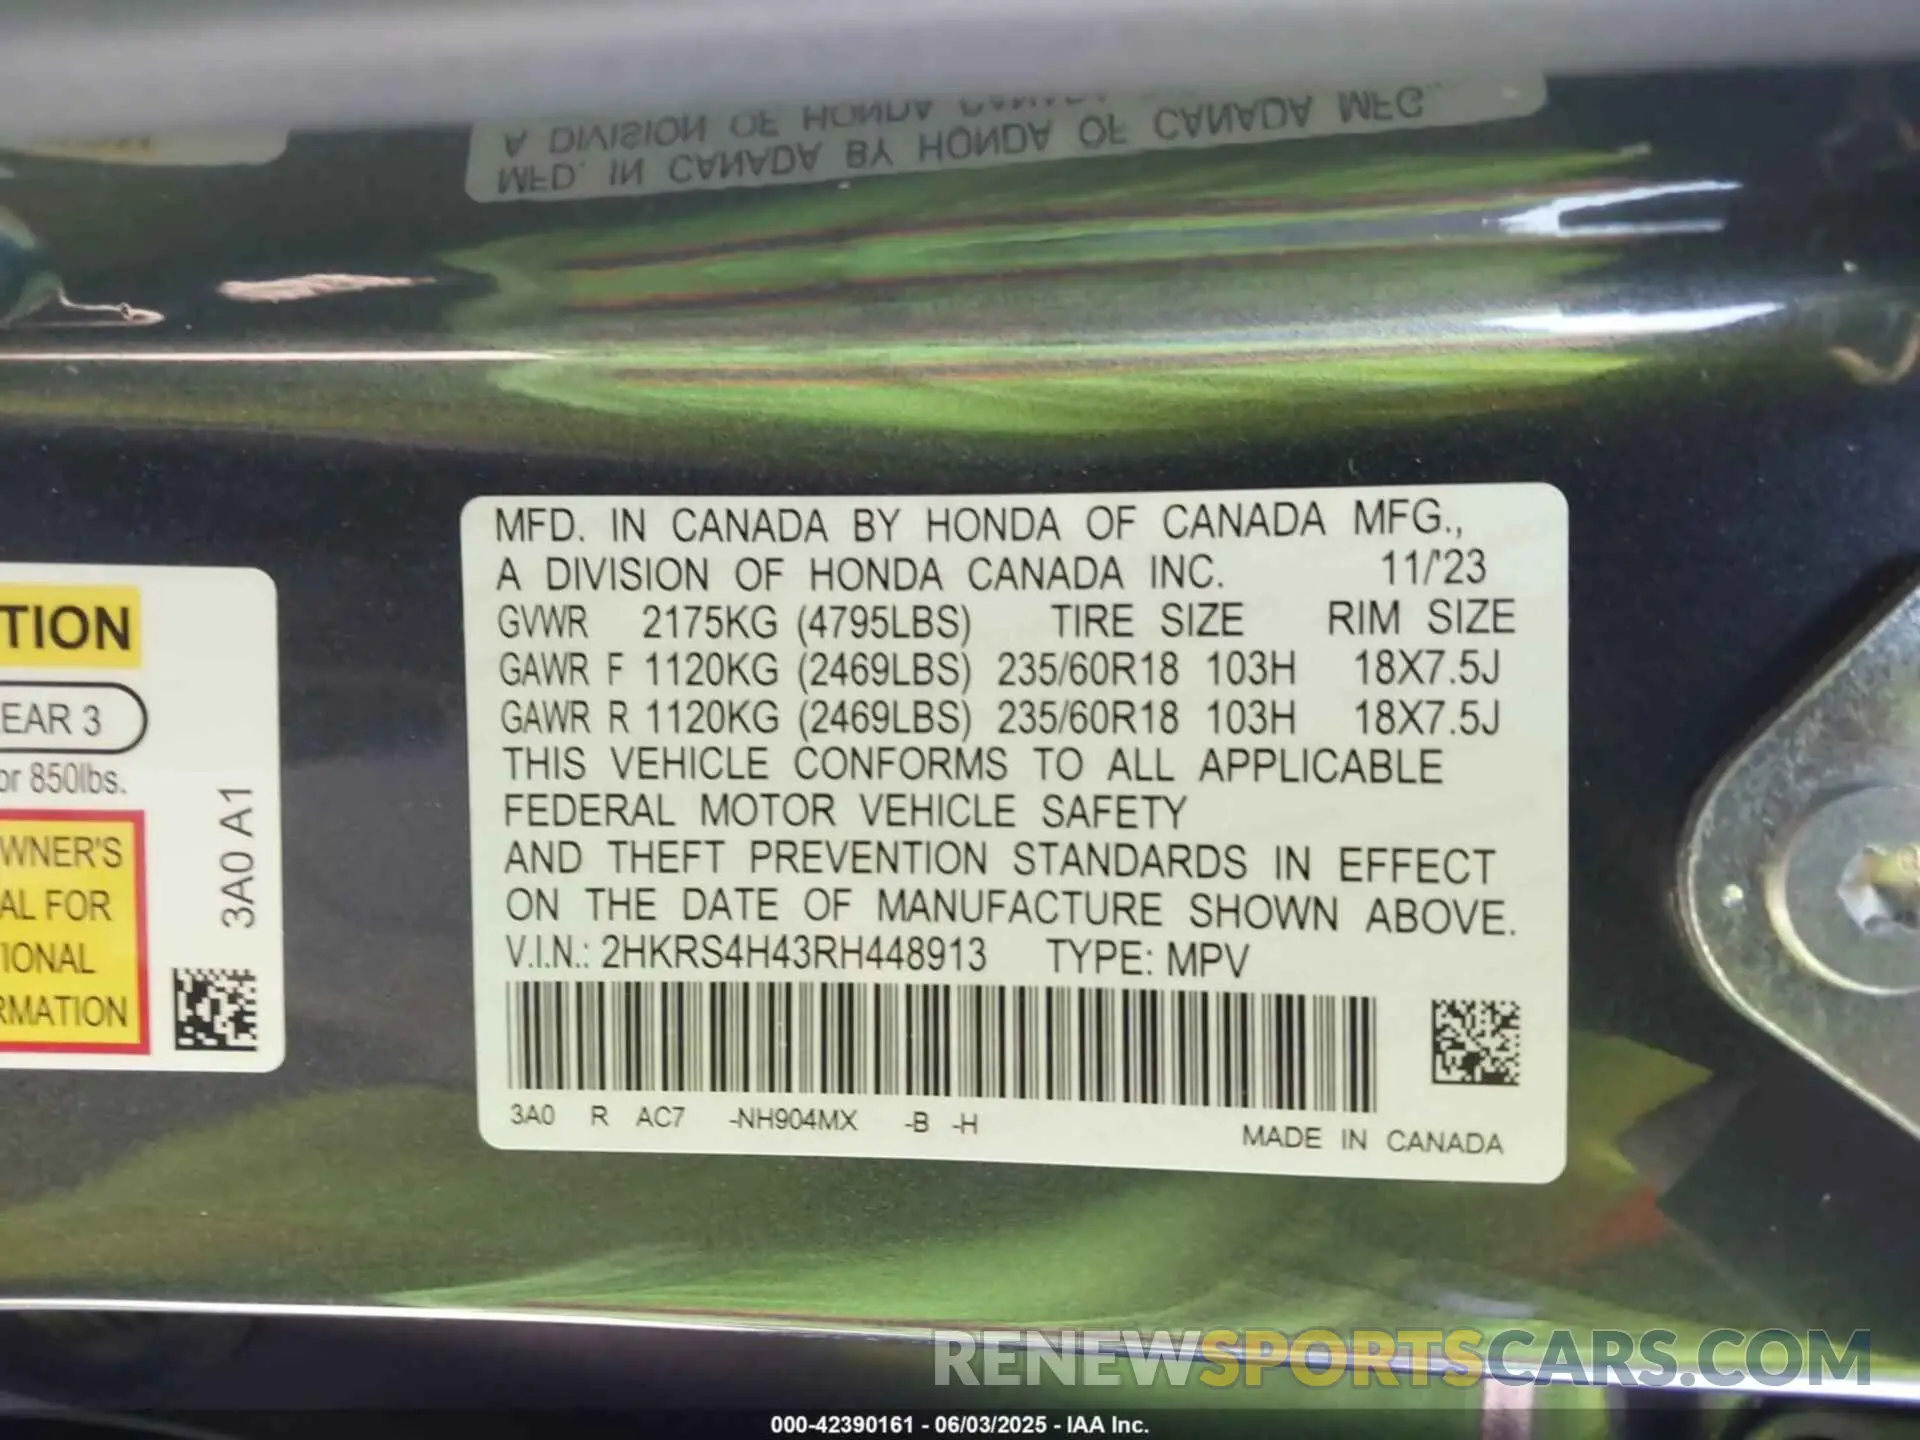 MFD. IN CANADA BY HONDA OF CANADA MFG.,
A DIVISION OF HONDA CANADA INC. 11/'23
GVWR 2175KG (4795LBS) TIRE SIZE RIM SIZE
GAWR F 1120KG (2469LBS) 235/60R18 103H 18X7.5J
GAWR R 1120KG (2469LBS) 235/60R18 103H 18X7.5J
THIS VEHICLE CONFORMS TO ALL APPLICABLE
FEDERAL MOTOR VEHICLE SAFETY
AND THEFT PREVENTION STANDARDS IN EFFECT
ON THE DATE OF MANUFACTURE SHOWN ABOVE.
V.I.N.: 2HKRS4H43RH448913 TYPE: MPV
3A0 R AC7 -NH904MX -B -H
MADE IN CANADA
TION
EAR 3
or 850lbs.
WNER'S
AL FOR
IONAL
RMATION
3A0 A1
A DIVISION OF HONDA CANADA
MFD. IN CANADA BY HONDA OF CANADA MFG.,
RENEWSPORTSCARS.COM
000-42390161 - 06/03/2025 - IAA Inc.